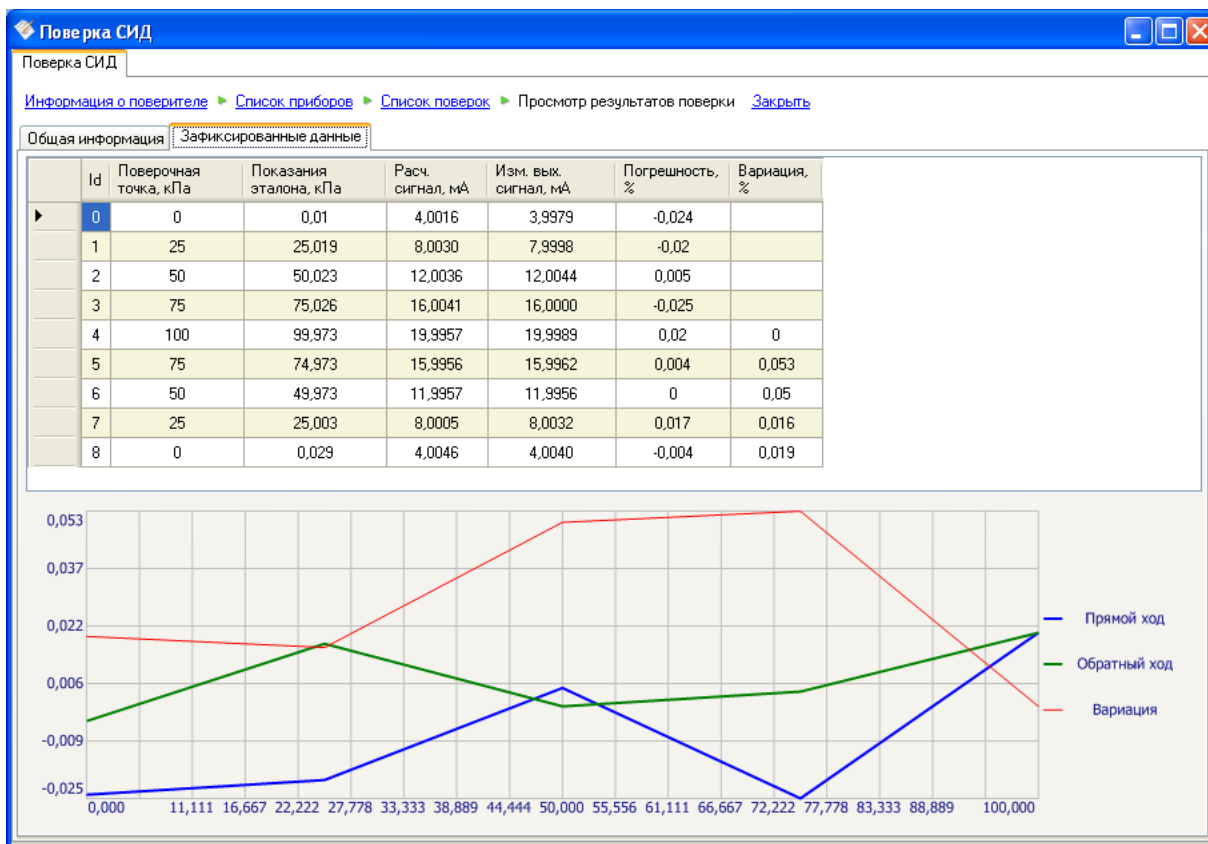 Поверка СИД
Поверка СИД
Информация о поверителе Список приборов Список поверок Просмотр результатов поверки Закрыть
Общая информация Зафиксированные данные
Id Поверочная точка, кПа Показания эталона, кПа Расч. сигнал, мА Изм. вых. сигнал, мА Погрешность, % Вариация, %
0 0 0,01 4,0016 3,9979 -0,024
1 25 25,019 8,0030 7,9998 -0,02
2 50 50,023 12,0036 12,0044 0,005
3 75 75,026 16,0041 16,0000 -0,025
4 100 99,973 19,9957 19,9989 0,02 0
5 75 74,973 15,9956 15,9962 0,004 0,053
6 50 49,973 11,9957 11,9956 0 0,05
7 25 25,003 8,0005 8,0032 0,017 0,016
8 0 0,029 4,0046 4,0040 -0,004 0,019
0,053
0,037
0,022
0,006
-0,009
-0,025
Прямой ход
Обратный ход
Вариация
0,000 11,111 16,667 22,222 27,778 33,333 38,889 44,444 50,000 55,556 61,111 66,667 72,222 77,778 83,333 88,889 100,000